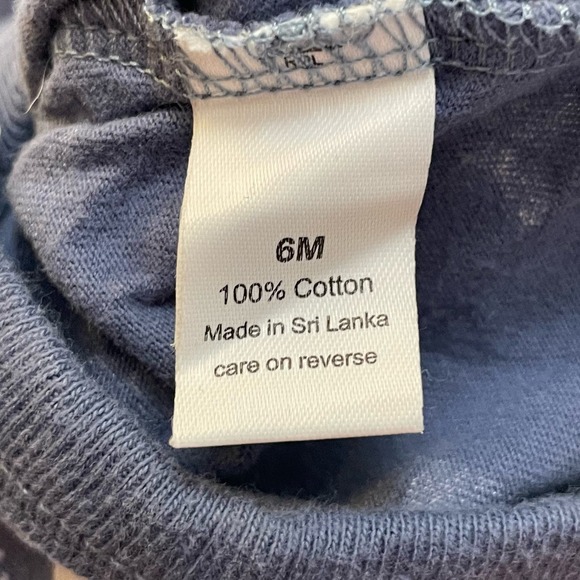 6M
100% Cotton
Made in Sri Lanka
care on reverse